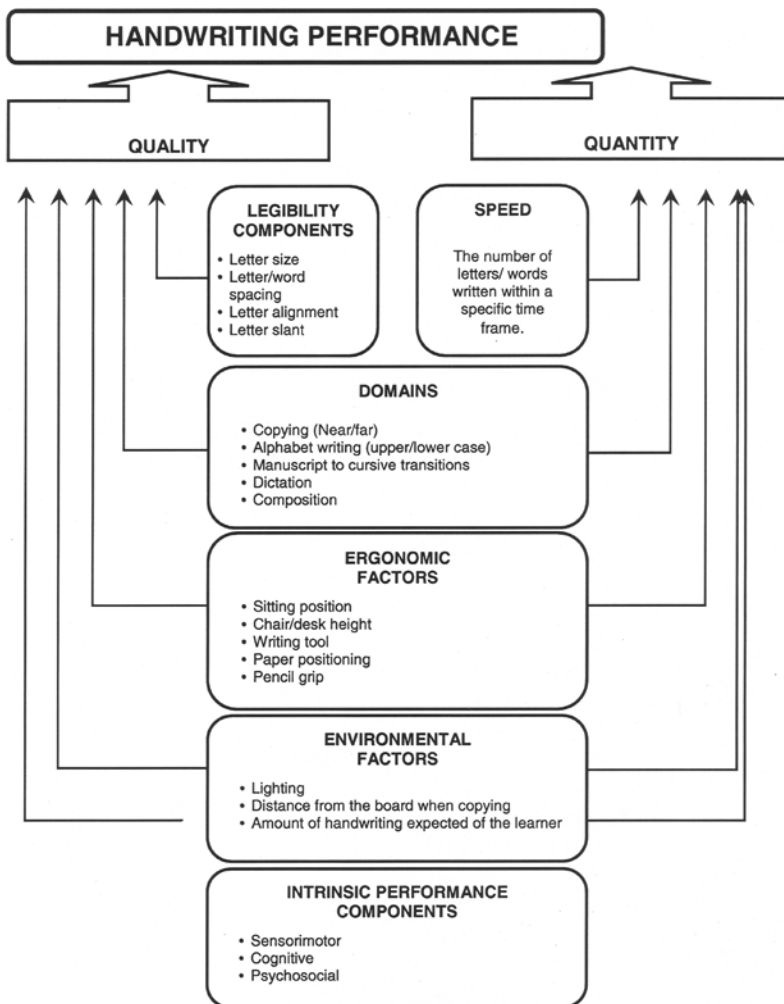 HANDWRITING PERFORMANCE
QUALITY
QUANTITY
LEGIBILITY
COMPONENTS
• Letter size
• Letter/word
spacing
• Letter alignment
• Letter slant
SPEED
The number of
letters/ words
written within a
specific time
frame.
DOMAINS
• Copying (Near/far)
• Alphabet writing (upper/lower case)
• Manuscript to cursive transitions
• Dictation
• Composition
ERGONOMIC
FACTORS
• Sitting position
• Chair/desk height
• Writing tool
• Paper positioning
• Pencil grip
ENVIRONMENTAL
FACTORS
• Lighting
• Distance from the board when copying
• Amount of handwriting expected of the learner
INTRINSIC PERFORMANCE
COMPONENTS
• Sensorimotor
• Cognitive
• Psychosocial